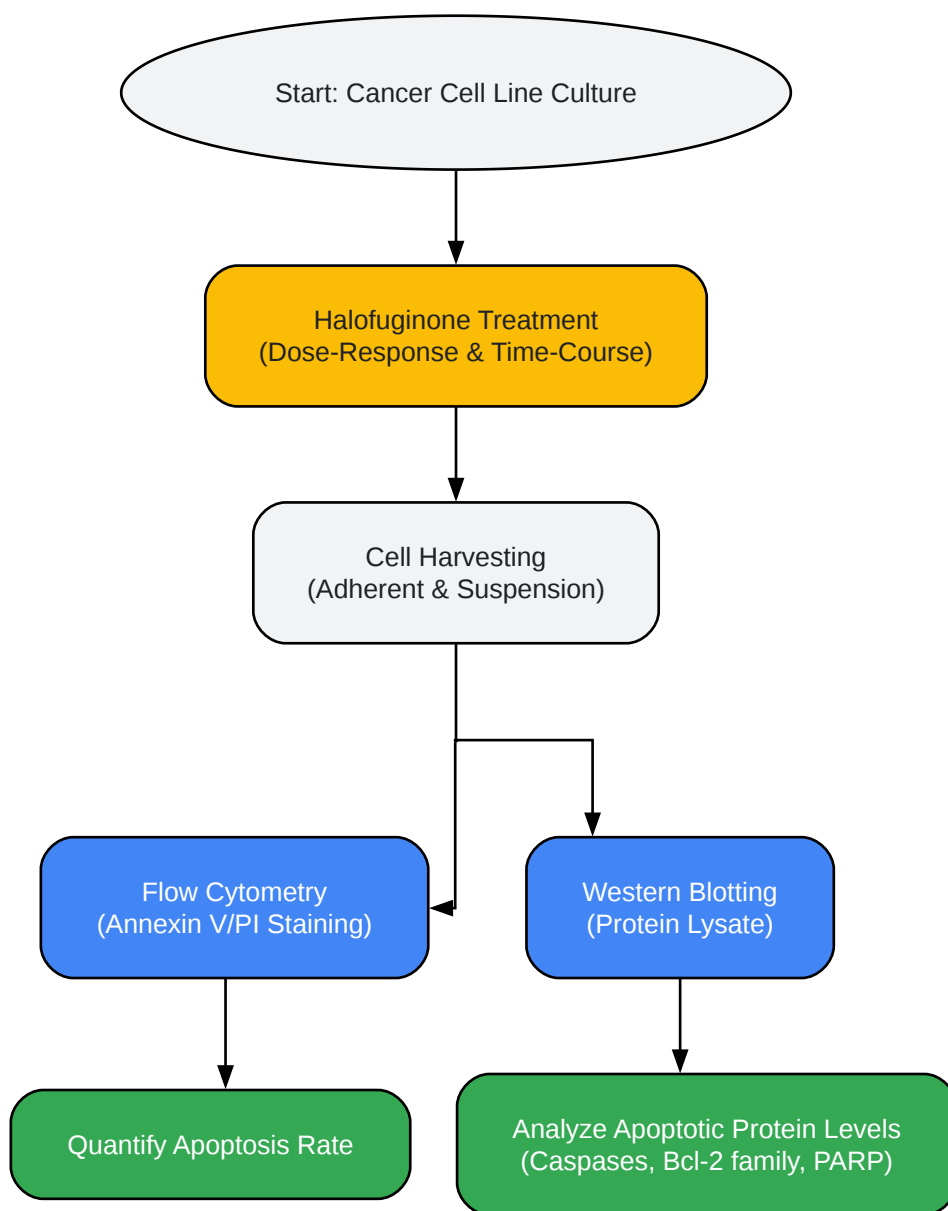 Start: Cancer Cell Line Culture
Halofuginone Treatment
(Dose-Response & Time-Course)
Cell Harvesting
(Adherent & Suspension)
Flow Cytometry
(Annexin V/PI Staining)
Western Blotting
(Protein Lysate)
Quantify Apoptosis Rate
Analyze Apoptotic Protein Levels
(Caspases, Bcl-2 family, PARP)